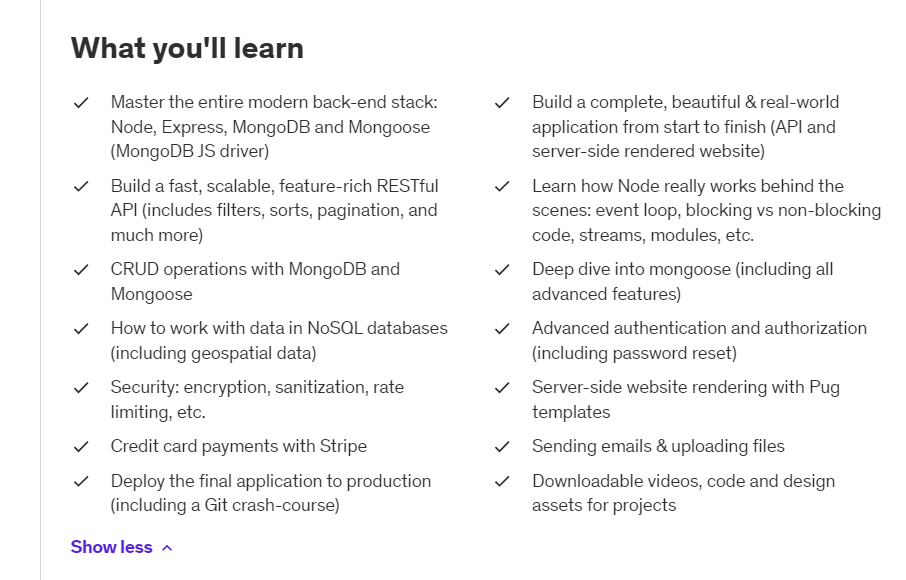 What you'll learn
Master the entire modern back-end stack:
Node, Express, MongoDB and Mongoose
(MongoDB JS driver)
Build a fast, scalable, feature-rich RESTful
API (includes filters, sorts, pagination, and
much more)
CRUD operations with MongoDB and
Mongoose
How to work with data in NoSQL databases
(including geospatial data)
Security: encryption, sanitization, rate
limiting, etc.
Credit card payments with Stripe
Deploy the final application to production
(including a Git crash-course)
Build a complete, beautiful & real-world
application from start to finish (API and
server-side rendered website)
Learn how Node really works behind the
scenes: event loop, blocking vs non-blocking
code, streams, modules, etc.
Deep dive into mongoose (including all
advanced features)
Advanced authentication and authorization
(including password reset)
Server-side website rendering with Pug
templates
Sending emails & uploading files
Downloadable videos, code and design
assets for projects
Show less